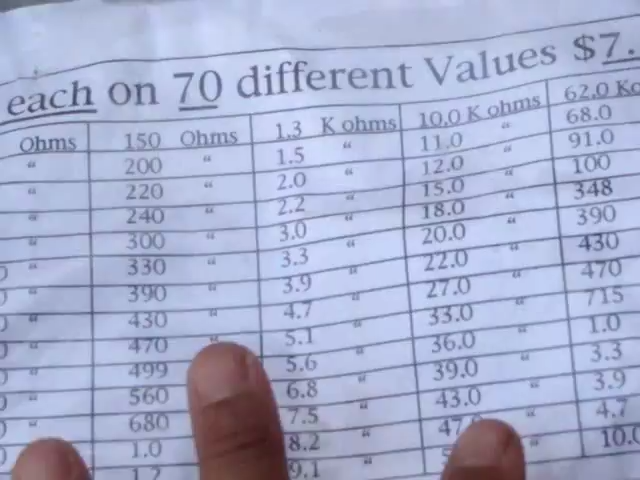 each on 70 different Values $7.
Ohms 150 Ohms 1.3 K ohms 10.0 K ohms 62.0
" 200 " 1.5 " 11.0 " 68.0
" 220 " 2.0 " 12.0 91.0
" 240 " 2.2 " 15.0 " 100
" 300 " 3.0 " 18.0 " 348
" 330 " 3.3 " 20.0 " 390
" 390 " 3.9 " 22.0 " 430
" 430 " 4.7 " 27.0 " 470
" 470 " 5.1 " 33.0 " 715
" 499 5.6 " 36.0 " 1.0
" 560 6.8 " 39.0 " 3.3
" 680 7.5 " 43.0 " 3.9
" 1.0 8.2 " 47.0 " 4.7
1.2 9.1 " " 10.0